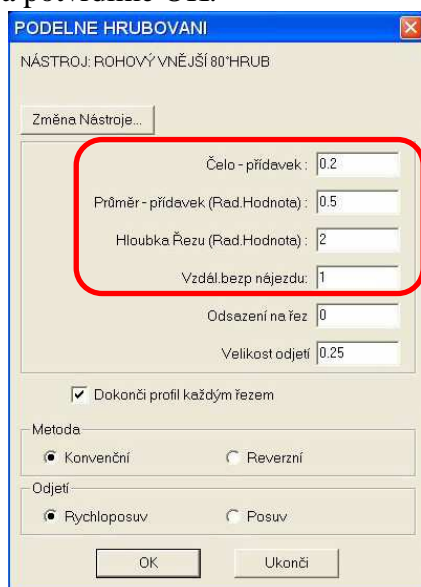 a potvrdíme OK.
PODELNE HRUBOVANI
NÁSTROJ: ROHOVÝ VNĚJŠÍ 80°HRUB
Změna Nástroje...
Čelo - přídavek : 0.2
Průměr - přídavek (Rad.Hodnota) : 0.5
Hloubka Řezu (Rad.Hodnota) : 2
Vzdál.bezp nájezdu: 1
Odsazení na řez 0
Velikost odjetí 0.25
Dokonči profil každým řezem
Metoda
Konvenční Reverzní
Odjetí
Rychloposuv Posuv
OK Ukonči